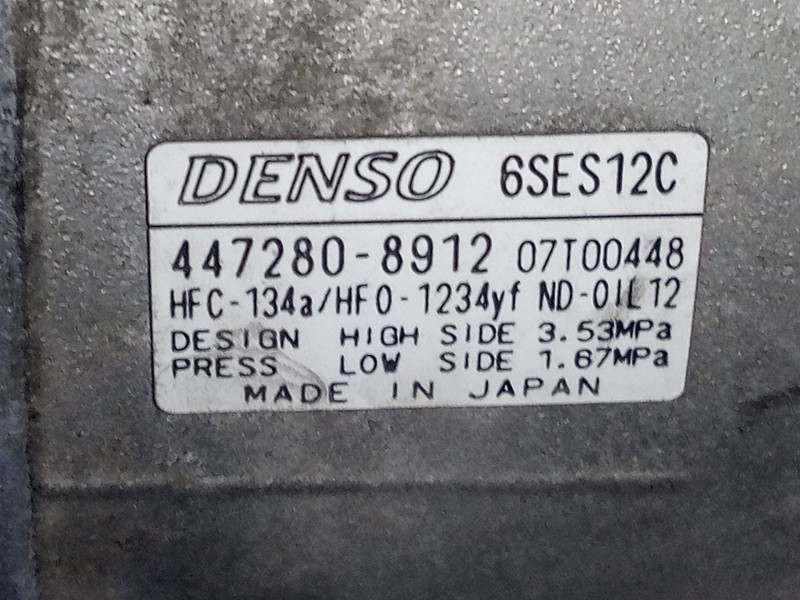 DENSO 6SES12C
447280-8912 07T00448
HFC-134a/HFO-1234yf ND-OIL12
DESIGN HIGH SIDE 3.53MPa
PRESS LOW SIDE 1.67MPa
MADE IN JAPAN